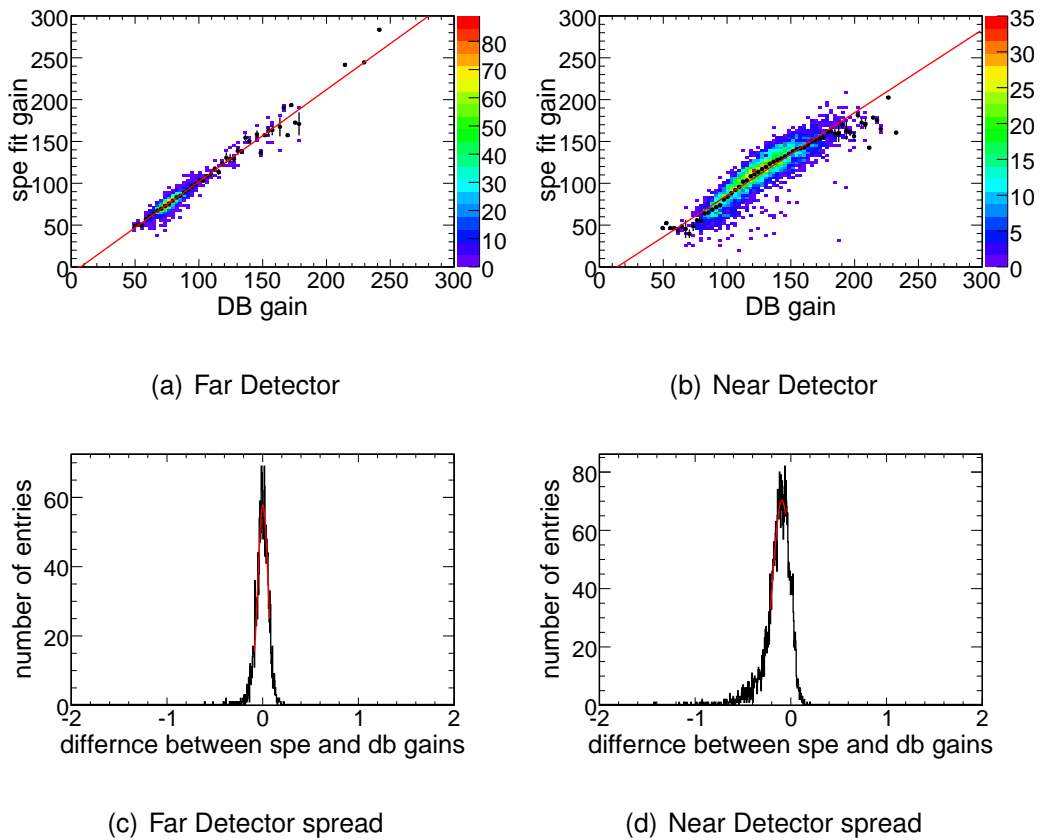 300
250
200
150
100
50
0
spe fit gain
0 50 100 150 200 250 300
DB gain
80
70
60
50
40
30
20
10
0
(a) Far Detector
300
250
200
150
100
50
0
spe fit gain
0 50 100 150 200 250 300
DB gain
35
30
25
20
15
10
5
0
(b) Near Detector
60
40
20
0
number of entries
-2 -1 0 1 2
differnce between spe and db gains
(c) Far Detector spread
80
60
40
20
0
number of entries
-2 -1 0 1 2
differnce between spe and db gains
(d) Near Detector spread